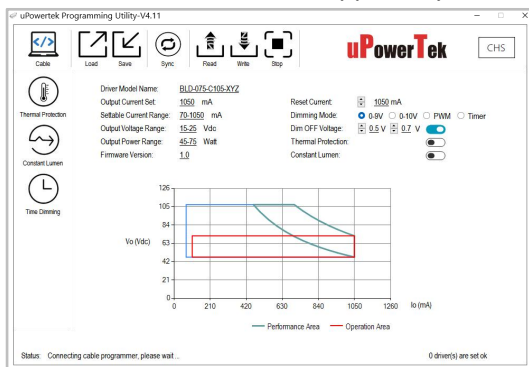 uPowertek Programming Utility-V4.11
Cable
Load
Save
Sync
Read
Write
Stop
uPowerTek
CHS
Thermal Protection
Constant Lumen
Time Dimming
Driver Model Name: BLD-075-C105-XYZ
Output Current Set: 1050 mA
Settable Current Range: 70-1050 mA
Output Voltage Range: 15-25 Vdc
Output Power Range: 45-75 Watt
Firmware Version: 1.0
Reset Current: 1050 mA
Dimming Mode: 0-9V 0-10V PWM Timer
Dim OFF Voltage: 0.5 V 0.7 V
Thermal Protection:
Constant Lumen:
126
105
84
63
42
21
0
Vo (Vdc)
0 210 420 630 840 1050 1260 Io (mA)
Performance Area Operation Area
Status: Connecting cable programmer, please wait ...
0 driver(s) are set ok